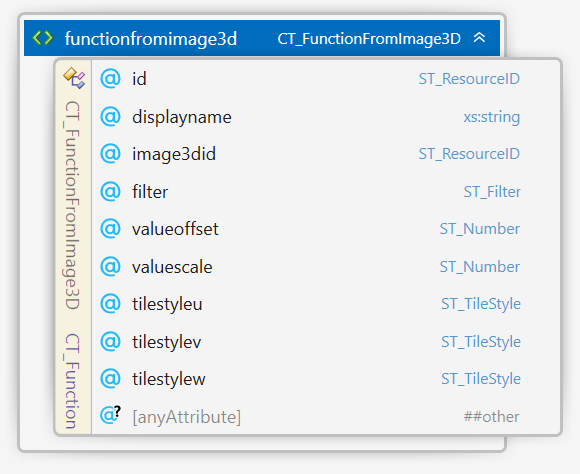 functionfromimage3d CT_FunctionFromImage3D
CT_FunctionFromImage3D
CT_Function
@ id ST_ResourceID
@ displayname xs:string
@ image3did ST_ResourceID
@ filter ST_Filter
@ valueoffset ST_Number
@ valuescale ST_Number
@ tilestyleu ST_TileStyle
@ tilestylev ST_TileStyle
@ tilestylew ST_TileStyle
@? [anyAttribute] ##other